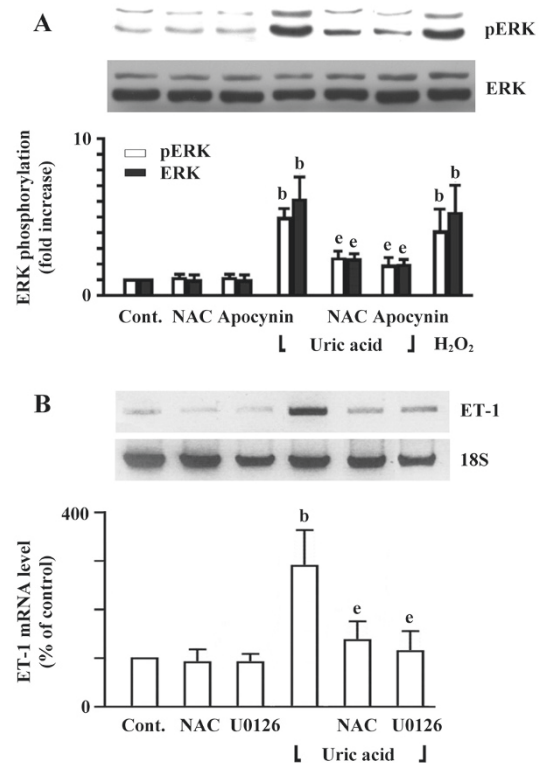 A
pERK
ERK
10
pERK
ERK
b
b
b
b
5
e e
e e
ERK phosphorylation
(fold increase)
0
Cont. NAC Apocynin NAC Apocynin
Uric acid
H₂O₂
B
ET-1
18S
400
b
200
e
e
ET-1 mRNA level
(% of control)
0
Cont. NAC U0126 NAC U0126
Uric acid